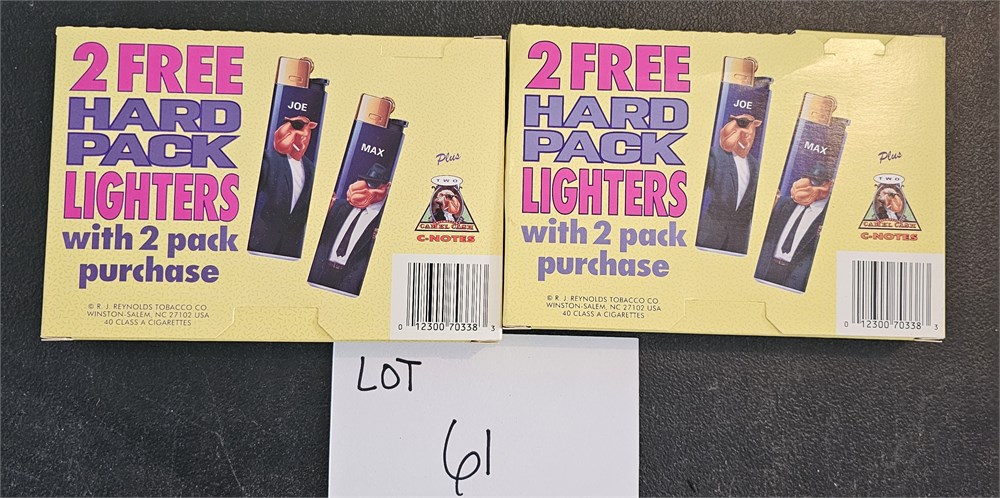 2 FREE
HARD
PACK
LIGHTERS
with 2 pack
purchase
JOE
MAX
Plus
TWO
CAMEL CASH
C-NOTES
© R. J. REYNOLDS TOBACCO CO.
WINSTON-SALEM, NC 27102 USA
40 CLASS A CIGARETTES
0 12300 70338 3
2 FREE
HARD
PACK
LIGHTERS
with 2 pack
purchase
JOE
MAX
Plus
TWO
CAMEL CASH
C-NOTES
© R. J. REYNOLDS TOBACCO CO.
WINSTON-SALEM, NC 27102 USA
40 CLASS A CIGARETTES
0 12300 70338 3
LOT
61